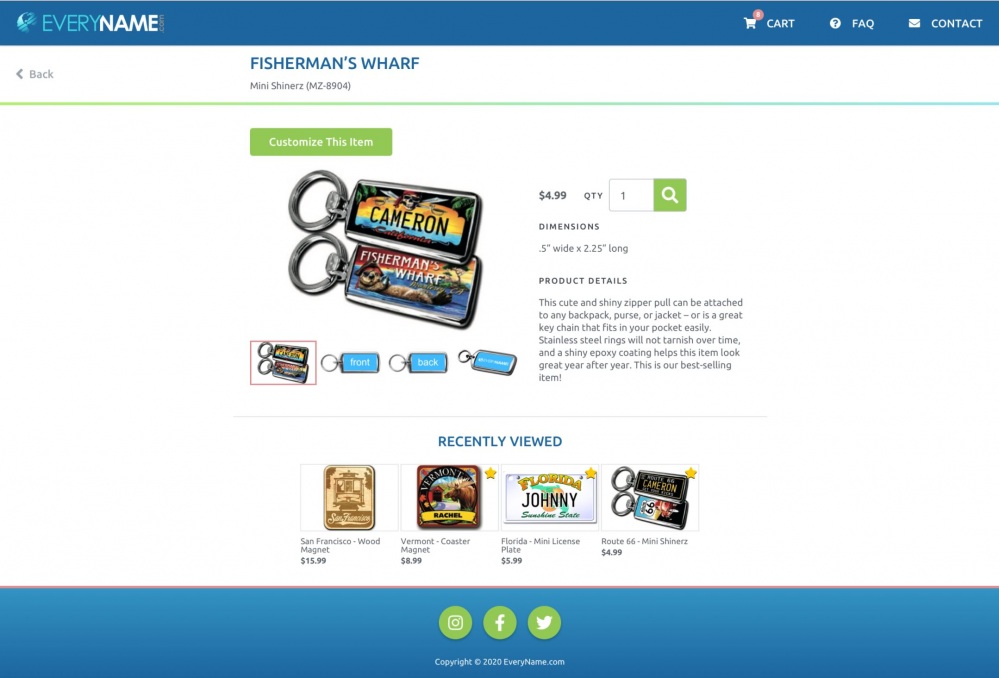 EVERYNAME.com
8
CART
FAQ
CONTACT
Back
FISHERMAN’S WHARF
Mini Shinerz (MZ-8904)
Customize This Item
CAMERON
California
FISHERMAN'S
WHARF
$4.99
QTY
1
DIMENSIONS
.5” wide x 2.25” long
PRODUCT DETAILS
This cute and shiny zipper pull can be attached
to any backpack, purse, or jacket – or is a great
key chain that fits in your pocket easily.
Stainless steel rings will not tarnish over time,
and a shiny epoxy coating helps this item look
great year after year. This is our best-selling
item!
front
back
RECENTLY VIEWED
San Francisco
VERMONT
RACHEL
FLORIDA
JOHNNY
Sunshine State
ROUTE 66
CAMERON
66
San Francisco - Wood
Magnet
$15.99
Vermont - Coaster
Magnet
$8.99
Florida - Mini License
Plate
$5.99
Route 66 - Mini Shinerz
$4.99
Copyright © 2020 EveryName.com